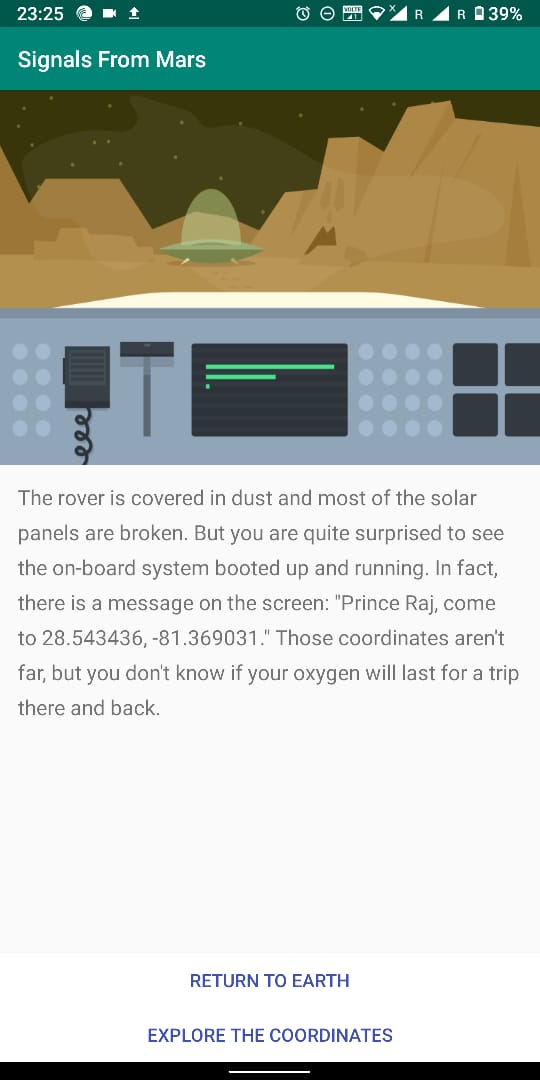 23:25 VOLTE 1 X R R 39%
Signals From Mars
The rover is covered in dust and most of the solar
panels are broken. But you are quite surprised to see
the on-board system booted up and running. In fact,
there is a message on the screen: "Prince Raj, come
to 28.543436, -81.369031." Those coordinates aren't
far, but you don't know if your oxygen will last for a trip
there and back.
RETURN TO EARTH
EXPLORE THE COORDINATES